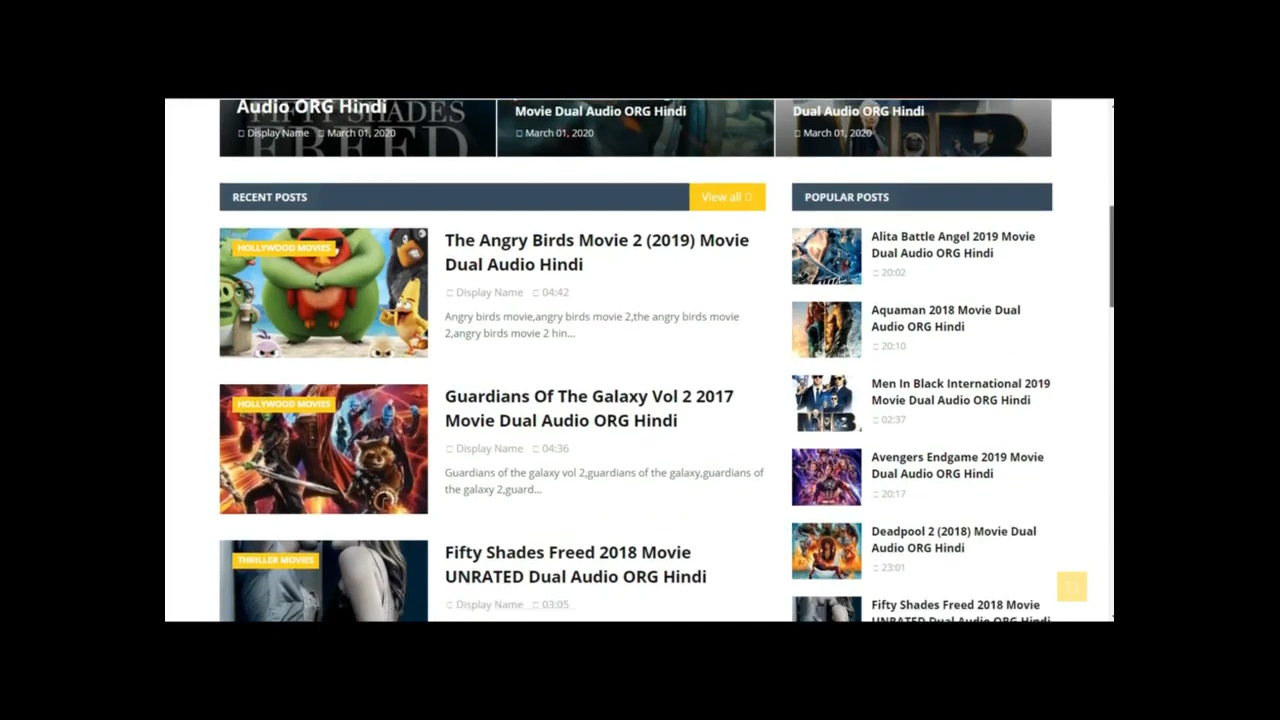 Audio ORG Hindi
FIFTY SHADES
FREED
Display Name March 01, 2020
Movie Dual Audio ORG Hindi
March 01, 2020
Dual Audio ORG Hindi
March 01, 2020
RECENT POSTS
View all
HOLLYWOOD MOVIES
The Angry Birds Movie 2 (2019) Movie
Dual Audio Hindi
Display Name 04:42
Angry birds movie,angry birds movie 2,the angry birds movie
2,angry birds movie 2 hin...
HOLLYWOOD MOVIES
Guardians Of The Galaxy Vol 2 2017
Movie Dual Audio ORG Hindi
Display Name 04:36
Guardians of the galaxy vol 2,guardians of the galaxy,guardians of
the galaxy 2,guard...
THRILLER MOVIES
Fifty Shades Freed 2018 Movie
UNRATED Dual Audio ORG Hindi
Display Name 03:05
POPULAR POSTS
Alita Battle Angel 2019 Movie
Dual Audio ORG Hindi
20:02
Aquaman 2018 Movie Dual
Audio ORG Hindi
20:10
Men In Black International 2019
Movie Dual Audio ORG Hindi
02:37
Avengers Endgame 2019 Movie
Dual Audio ORG Hindi
20:17
Deadpool 2 (2018) Movie Dual
Audio ORG Hindi
23:01
Fifty Shades Freed 2018 Movie
UNRATED Dual Audio ORG Hindi